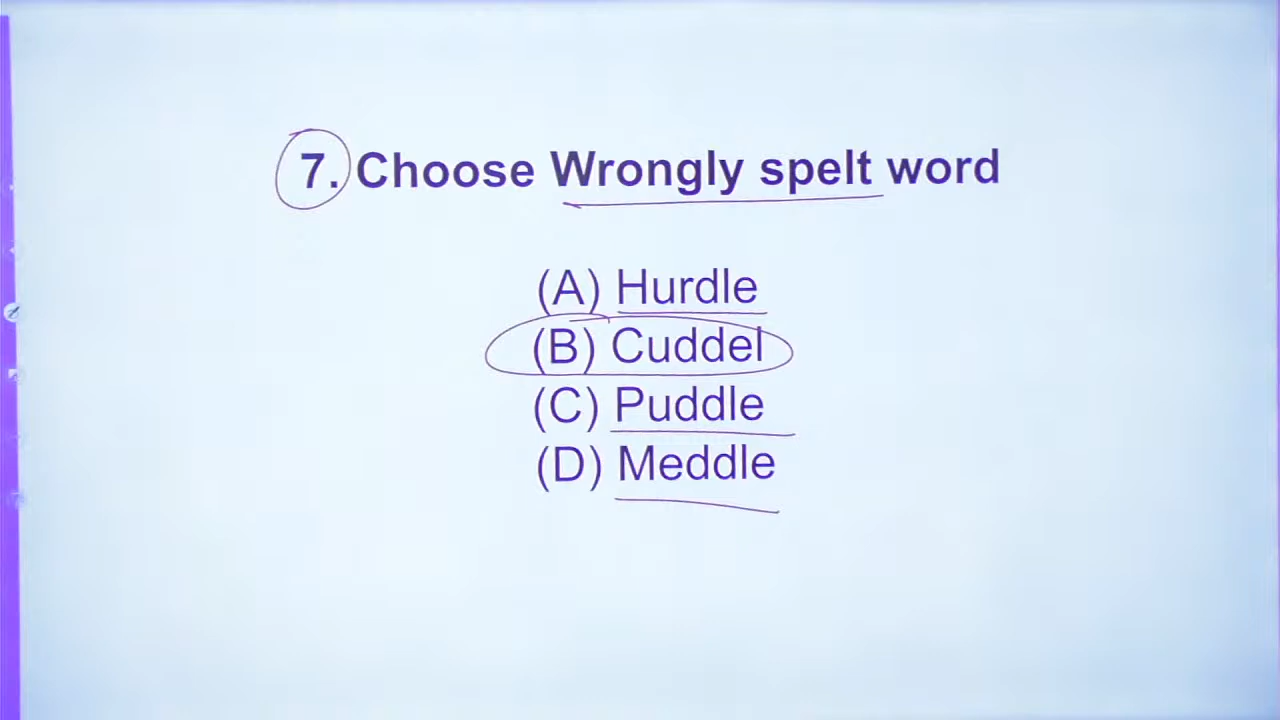 7. Choose Wrongly spelt word
(A) Hurdle
(B) Cuddel
(C) Puddle
(D) Meddle